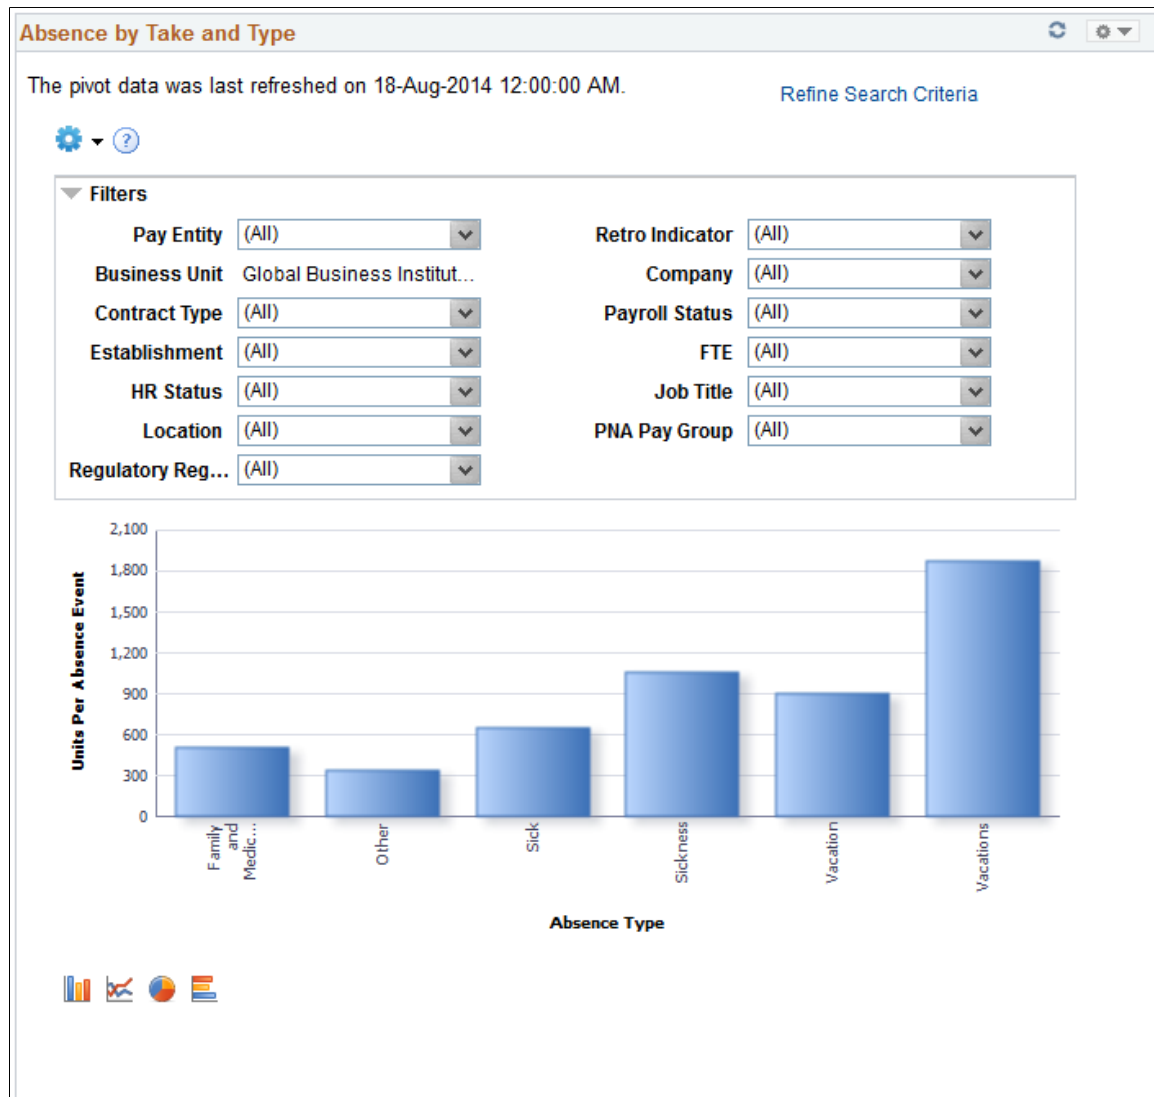 Absence by Take and Type
The pivot data was last refreshed on 18-Aug-2014 12:00:00 AM.
Refine Search Criteria
?
Filters
Pay Entity (All) Retro Indicator (All)
Business Unit Global Business Institut... Company (All)
Contract Type (All) Payroll Status (All)
Establishment (All) FTE (All)
HR Status (All) Job Title (All)
Location (All) PNA Pay Group (All)
Regulatory Reg... (All)
Units Per Absence Event
2,100
1,800
1,500
1,200
900
600
300
0
Family
and
Medic...
Other
Sick
Sickness
Vacation
Vacations
Absence Type